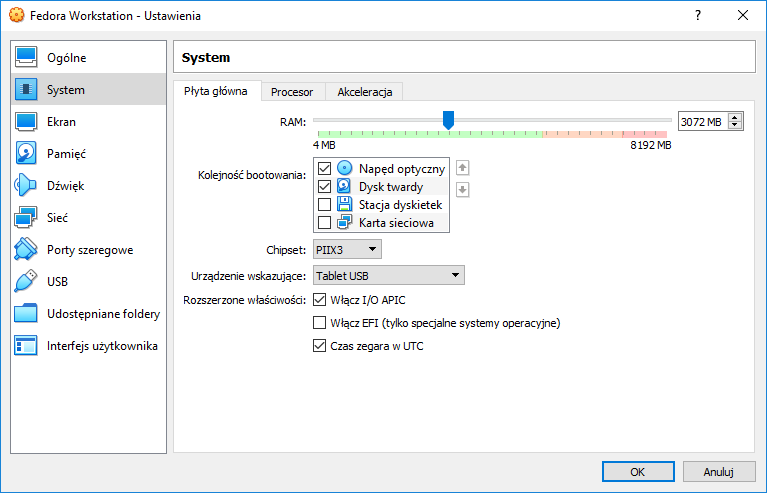 Fedora Workstation - Ustawienia
?
Ogólne
System
Ekran
Pamięć
Dźwięk
Sieć
Porty szeregowe
USB
Udostępniane foldery
Interfejs użytkownika
System
Płyta główna
Procesor
Akceleracja
RAM:
3072 MB
4 MB
8192 MB
Kolejność bootowania:
Napęd optyczny
Dysk twardy
Stacja dyskietek
Karta sieciowa
Chipset:
PIIX3
Urządzenie wskazujące:
Tablet USB
Rozszerzone właściwości:
Włącz I/O APIC
Włącz EFI (tylko specjalne systemy operacyjne)
Czas zegara w UTC
OK
Anuluj